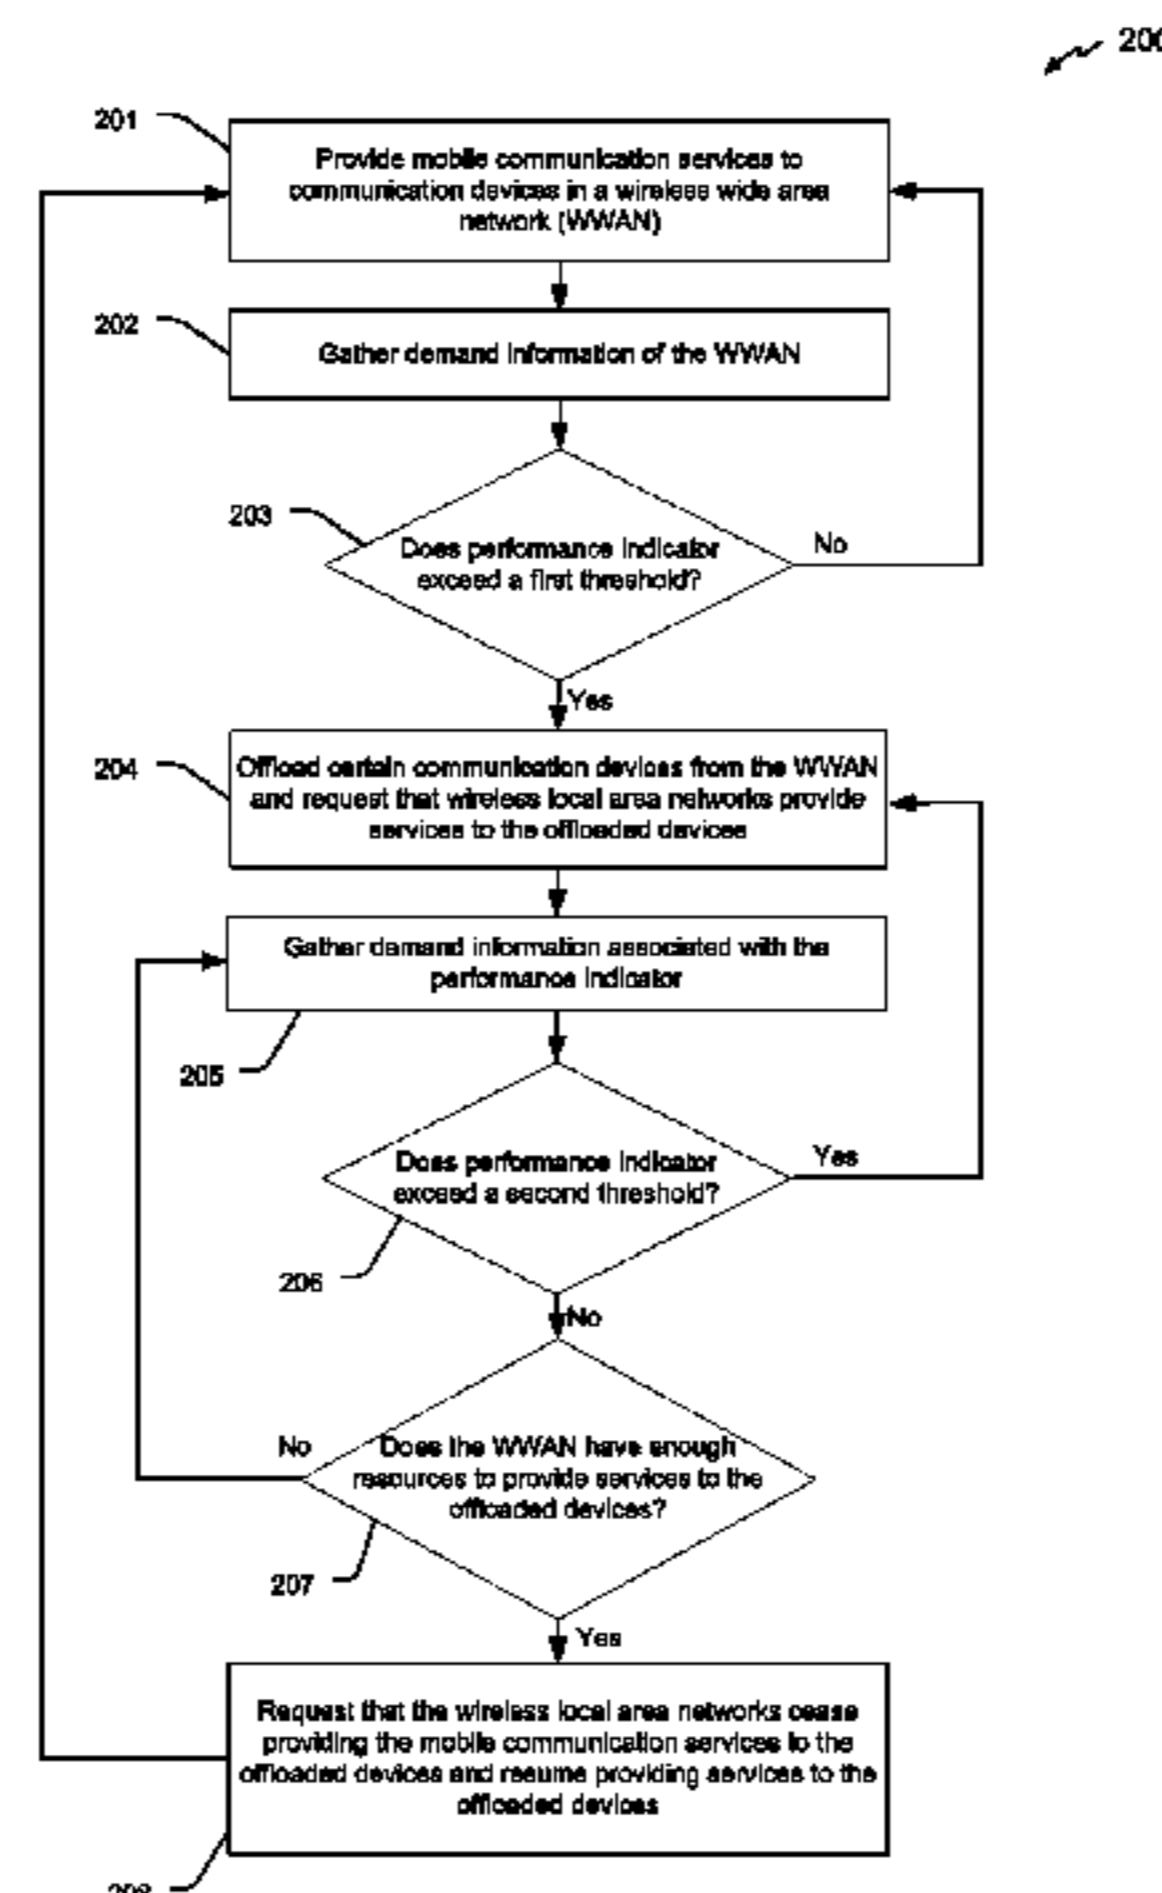 200
201
Provide mobile communication services to
communication devices in a wireless wide area
network (WWAN)
202
Gather demand information of the WWAN
203
Does performance indicator
exceed a first threshold?
No
Yes
204
Offload certain communication devices from the WWAN
and request that wireless local area networks provide
services to the offloaded devices
Gather demand information associated with the
performance indicator
205
Does performance indicator
exceed a second threshold?
Yes
206
No
No
Does the WWAN have enough
resources to provide services to the
offloaded devices?
207
Yes
Request that the wireless local area networks cease
providing the mobile communication services to the
offloaded devices and resume providing services to the
offloaded devices